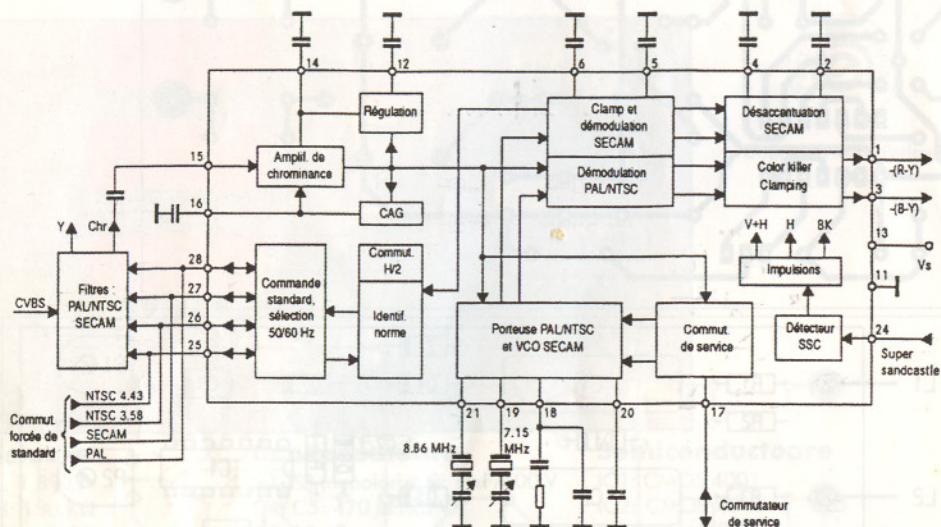 14
12
6
5
4
2
Régulation
Clamp et
démodulation
SECAM
Désaccentuation
SECAM
15
Amplif. de
chrominance
Démodulation
PAL/NTSC
Color killer
Clamping
1
-(R-Y)
3
-(B-Y)
16
CAG
Y
Chr
V+H
H
BK
13
Vs
Impulsions
11
28
27
26
25
CVBS
Filtres :
PAL/NTSC
SECAM
Commande
standard,
sélection
50/60 Hz
Commut.
H/2
Identif.
norme
Porteuse PAL/NTSC
et VCO SECAM
Commut.
de service
Détecteur
SSC
24
Super
sandcastle
Commut.
forcée de
standard
NTSC 4.43
NTSC 3.58
SECAM
PAL
21
19
18
20
17
8.86 MHz
7.15
MHz
Commutateur
de service